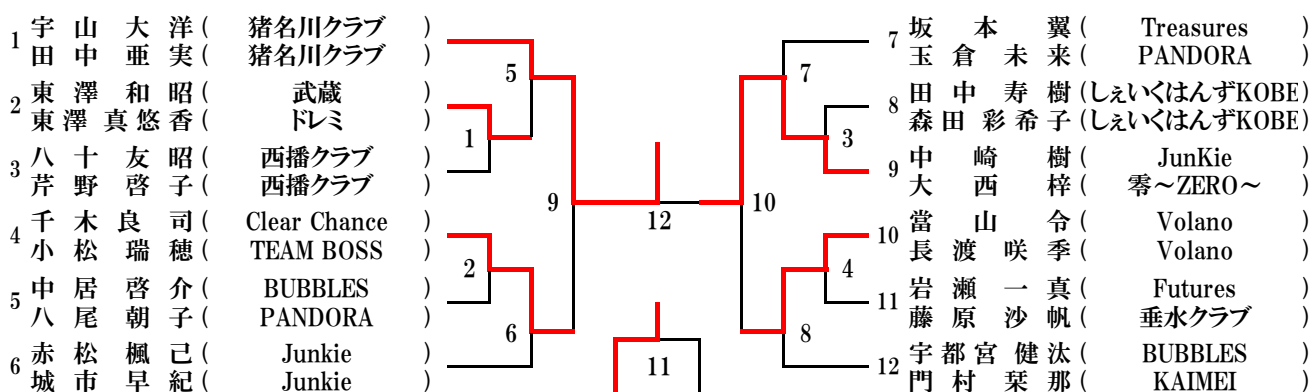 1 宇山大洋 ( 猪名川クラブ )
田中亜実 ( 猪名川クラブ )
2 東澤和昭 ( 武蔵 )
東澤真悠香 ( ドレミ )
3 八十友昭 ( 西播クラブ )
芹野啓子 ( 西播クラブ )
4 千木良司 ( Clear Chance )
小松瑞穂 ( TEAM BOSS )
5 中居啓介 ( BUBBLES )
八尾朝子 ( PANDORA )
6 赤松楓己 ( Junkie )
城市早紀 ( Junkie )
5
1
9
2
6
12
11
7
3
10
4
8
7 坂本翼 ( Treasures )
玉倉未来 ( PANDORA )
8 田中寿樹 (しぇいくはんずKOBE)
森田彩希子 (しぇいくはんずKOBE)
9 中崎樹 ( JunKie )
大西梓 ( 零～ZERO～ )
10 當山令 ( Volano )
長渡咲季 ( Volano )
11 岩瀬一真 ( Futures )
藤原沙帆 ( 垂水クラブ )
12 宇都宮健汰 ( BUBBLES )
門村栞那 ( KAIMEI )